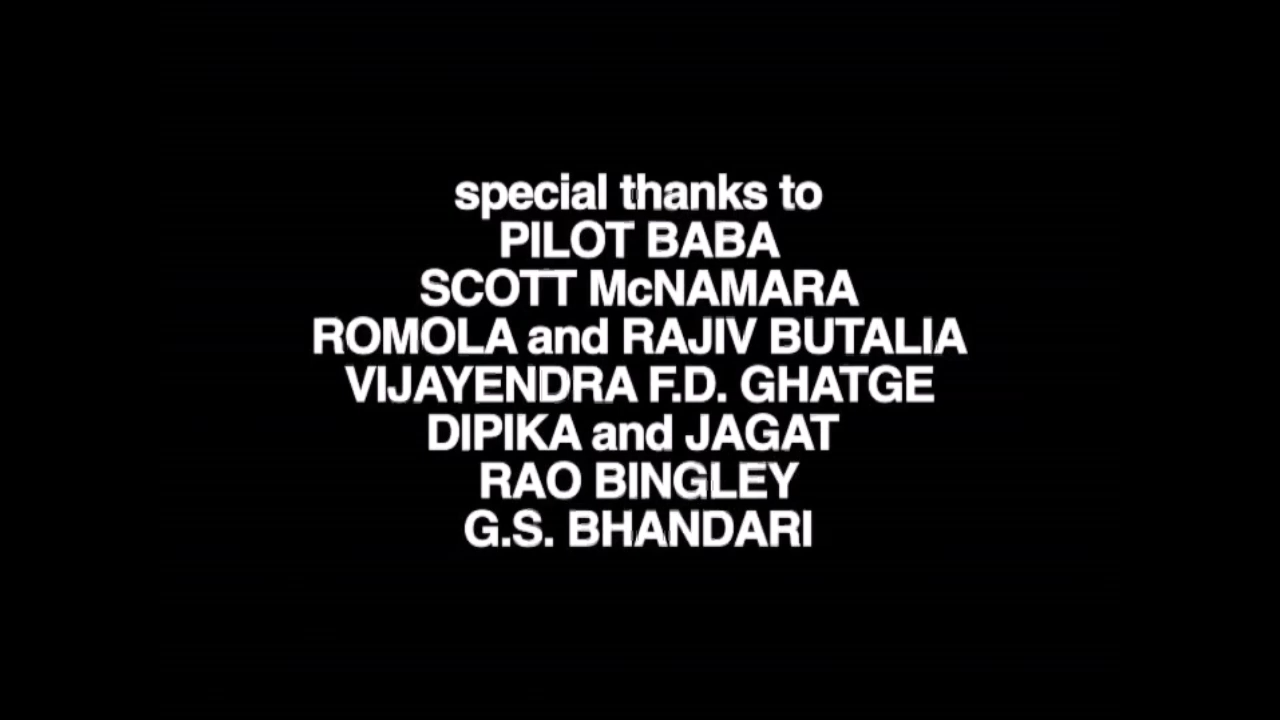 special thanks to
PILOT BABA
SCOTT McNAMARA
ROMOLA and RAJIV BUTALIA
VIJAYENDRA F.D. GHATGE
DIPIKA and JAGAT
RAO BINGLEY
G.S. BHANDARI